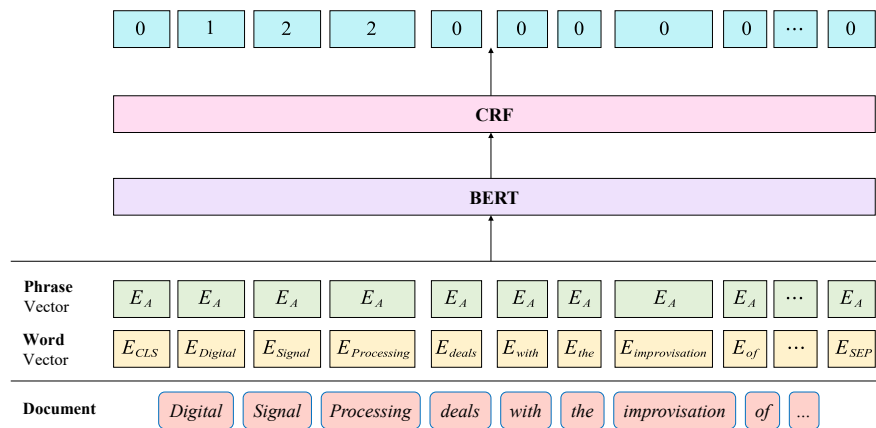 0 1 2 2 0 0 0 0 0 ... 0
CRF
BERT
Phrase Vector E_A E_A E_A E_A E_A E_A E_A E_A E_A ... E_A
Word Vector E_CLS E_Digital E_Signal E_Processing E_deals E_with E_the E_improvisation E_of ... E_SEP
Document Digital Signal Processing deals with the improvisation of ...